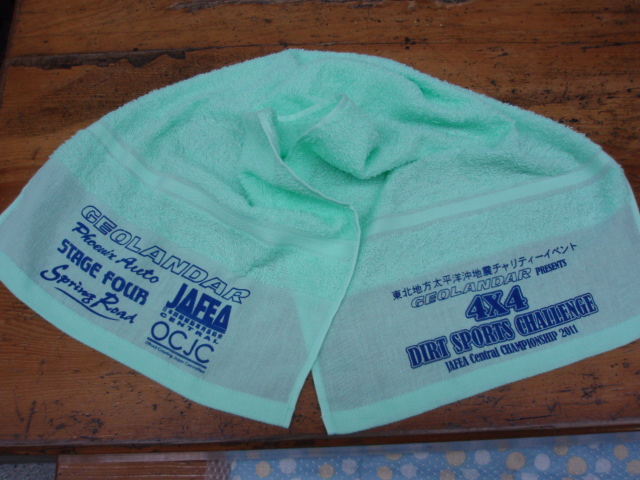 GEOLANDAR
Phoenix Auto
STAGE FOUR
Spring Road
JAFEA
CENTRAL
OCJC
東北地方太平洋沖地震チャリティーイベント
GEOLANDAR PRESENTS
4X4
DIRT SPORTS CHALLENGE
JAFEA Central CHAMPIONSHIP 2011